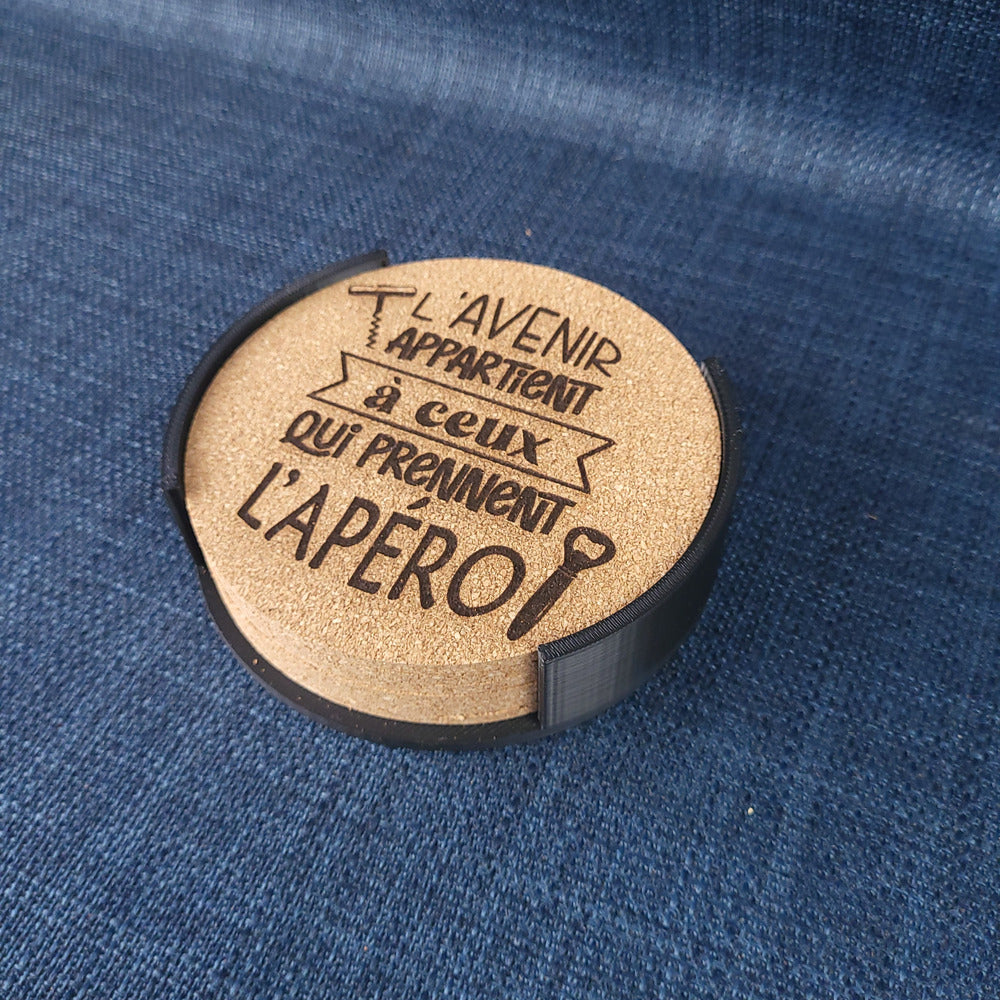 L'AVENIR
APPARTIENT
à ceux
QUI PRENNENT
L'APÉRO